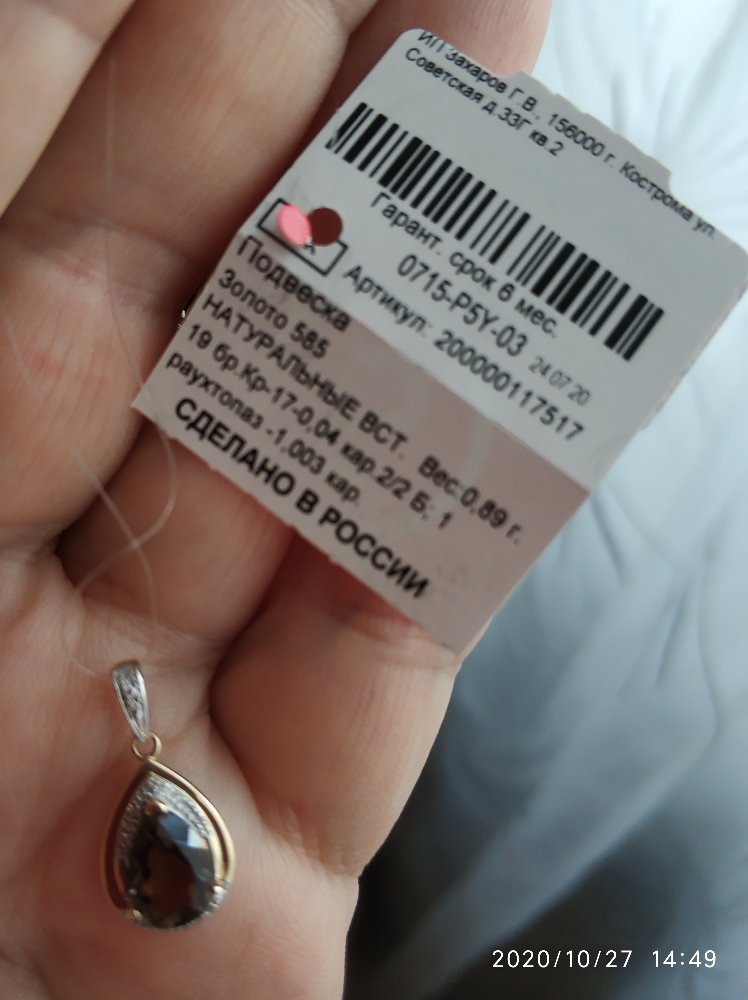 ИП Захаров Г.В., 156000 г. Кострома ул.
Советская д.33Г кв.2
Гарант. срок 6 мес.
0715-P5Y-03 24 07 20
Артикул: 200000117517
Подвеска
Золото 585 Вес:0,89 г.
НАТУРАЛЬНЫЕ ВСТ.
19 бр.Кр-17-0,04 кар.2/2 Б; 1
раухтопаз -1,003 кар.
СДЕЛАНО В РОССИИ
2020/10/27 14:49